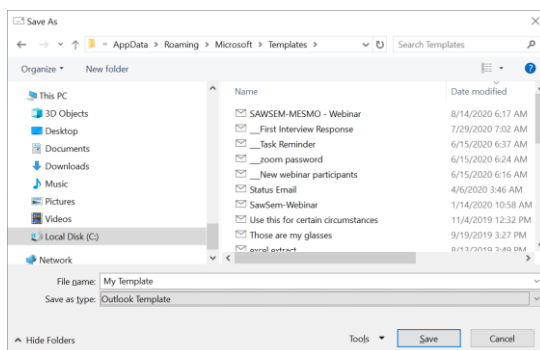 Save As
« AppData > Roaming > Microsoft > Templates >
Search Templates
Organize
New folder
This PC
3D Objects
Desktop
Documents
Downloads
Music
Pictures
Videos
Local Disk (C:)
Network
Name Date modified
SAWSEM-MESMO - Webinar 8/14/2020 6:17 AM
__First Interview Response 7/29/2020 7:02 AM
__Task Reminder 6/15/2020 6:37 AM
__zoom password 6/15/2020 6:24 AM
__New webinar participants 6/15/2020 6:16 AM
Status Email 4/6/2020 3:46 AM
SawSem-Webinar 1/14/2020 10:58 AM
Use this for certain circumstances 11/4/2019 12:32 PM
Those are my glasses 9/19/2019 3:27 PM
excel extract 8/13/2019 3:49 PM
File name: My Template
Save as type: Outlook Template
Hide Folders
Tools
Save
Cancel